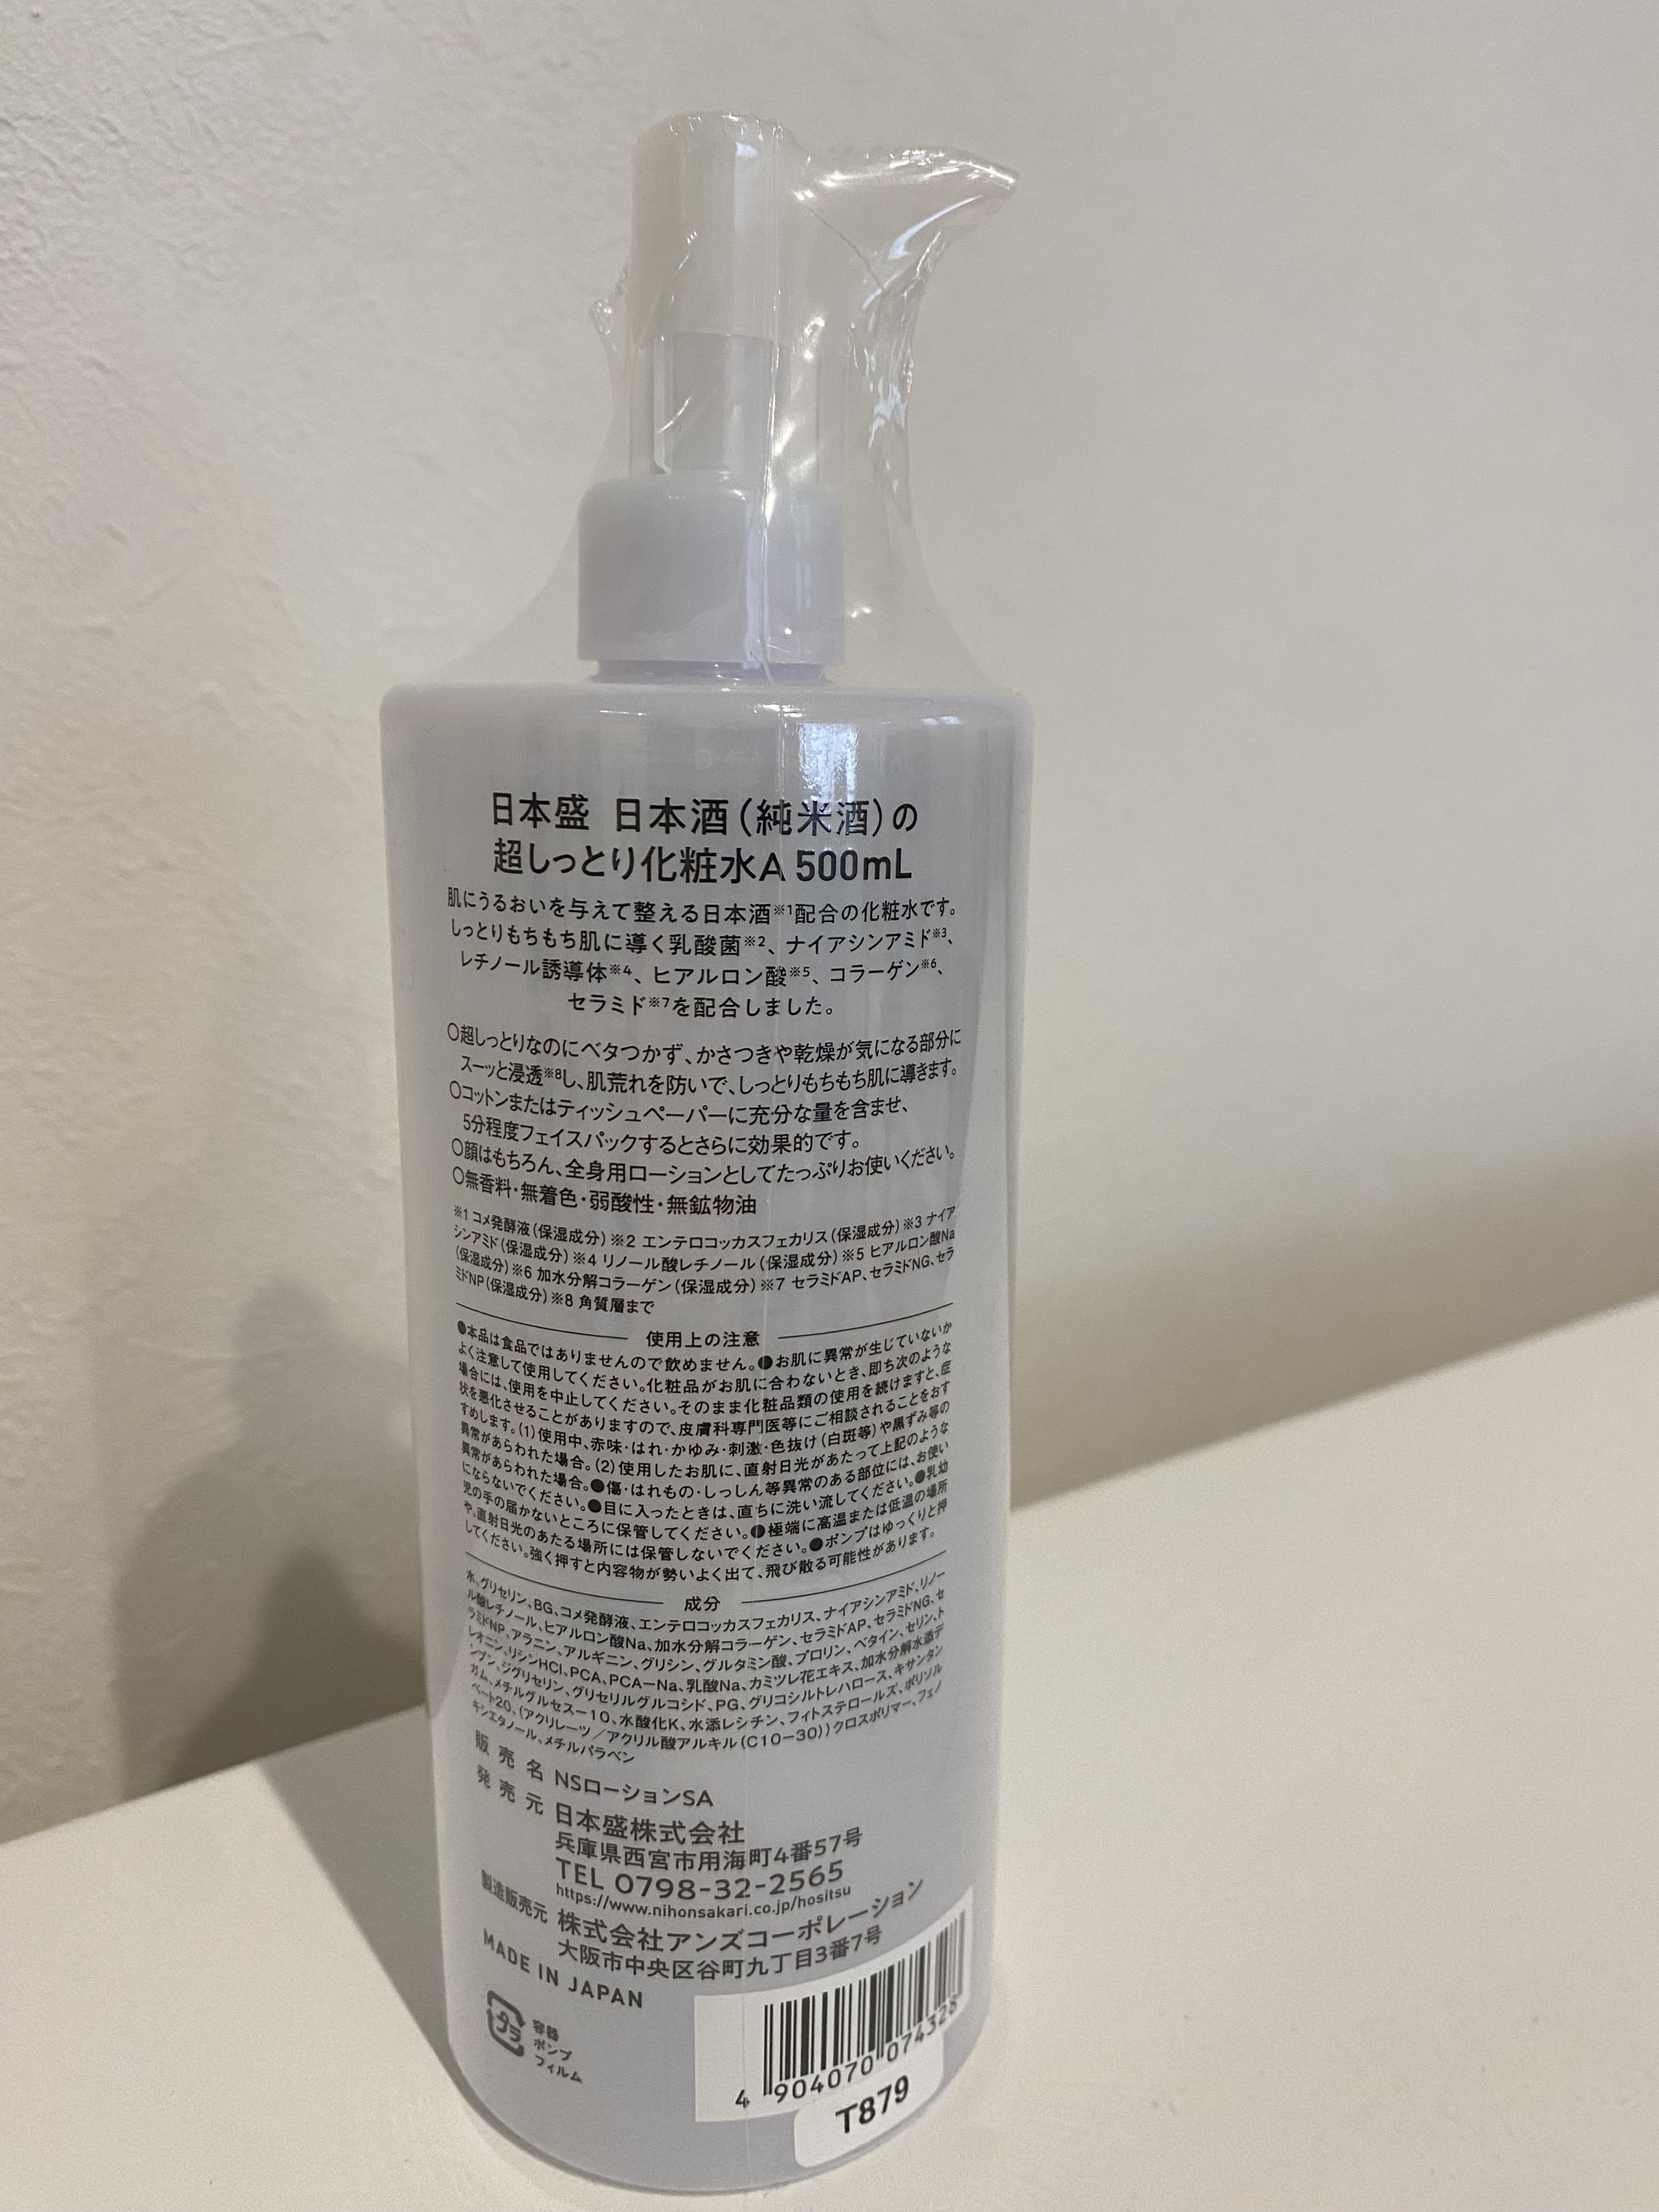 日本盛 日本酒（純米酒）の
超しっとり化粧水A 500mL
肌にうるおいを与えて整える日本酒※1配合の化粧水です。
しっとりもちもち肌に導く乳酸菌※2、ナイアシンアミド※3、
レチノール誘導体※4、ヒアルロン酸※5、コラーゲン※6、
セラミド※7を配合しました。
○超しっとりなのにベタつかず、かさつきや乾燥が気になる部分に
スーッと浸透※8し、肌荒れを防いで、しっとりもちもち肌に導きます。
○コットンまたはティッシュペーパーに充分な量を含ませ、
5分程度フェイスパックするとさらに効果的です。
○顔はもちろん、全身用ローションとしてたっぷりお使いください。
○無香料・無着色・弱酸性・無鉱物油
※1 コメ発酵液（保湿成分）※2 エンテロコッカスフェカリス（保湿成分）※3 ナイア
シンアミド（保湿成分）※4 リノール酸レチノール（保湿成分）※5 ヒアルロン酸Na
（保湿成分）※6 加水分解コラーゲン（保湿成分）※7 セラミドAP、セラミドNG、セラ
ミドNP（保湿成分）※8 角質層まで
使用上の注意
●本品は食品ではありませんので飲めません。●お肌に異常が生じていないか
よく注意して使用してください。化粧品がお肌に合わないとき、即ち次のような
場合には、使用を中止してください。そのまま化粧品類の使用を続けますと、症
状を悪化させることがありますので、皮膚科専門医等にご相談されることをおす
すめします。（1）使用中、赤味・はれ・かゆみ・刺激・色抜け（白斑等）や黒ずみ等の
異常があらわれた場合。（2）使用したお肌に、直射日光があたって上記のような
異常があらわれた場合。●傷・はれもの・しっしん等異常のある部位には、お使い
にならないでください。●目に入ったときは、直ちに洗い流してください。●乳幼
児の手の届かないところに保管してください。●極端に高温または低温の場所
や、直射日光のあたる場所には保管しないでください。●ポンプはゆっくりと押
してください。強く押すと内容物が勢いよく出て、飛び散る可能性があります。
成分
水、グリセリン、BG、コメ発酵液、エンテロコッカスフェカリス、ナイアシンアミド、リノー
ル酸レチノール、ヒアルロン酸Na、加水分解コラーゲン、セラミドAP、セラミドNG、セ
ラミドNP、アラニン、アルギニン、グリシン、グルタミン酸、プロリン、ベタイン、セリン、ト
レオニン、リシンHCl、PCA、PCA－Na、乳酸Na、カミツレ花エキス、加水分解水添デ
ンプン、ジグリセリン、グリセリルグルコシド、PG、グリコシルトレハロース、キサンタン
ガム、メチルグルセス－10、水酸化K、水添レシチン、フィトステロールズ、ポリソル
ベート20、（アクリレーツ／アクリル酸アルキル（C10－30））クロスポリマー、フェノ
キシエタノール、メチルパラベン
販売名 NSローションSA
発売元 日本盛株式会社
兵庫県西宮市用海町4番57号
TEL 0798-32-2565
https://www.nihonsakari.co.jp/hositsu
製造販売元 株式会社アンズコーポレーション
大阪市中央区谷町九丁目3番7号
MADE IN JAPAN
プラ
容器
ポンプ
フィルム
4 904070 074328
T879